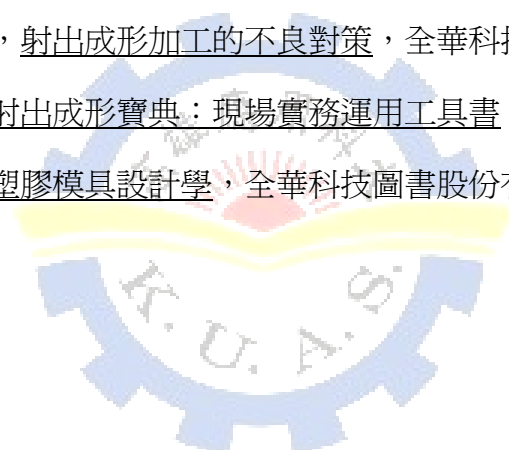 ，射出成形加工的不良對策，全華科技
射出成形寶典：現場實務運用工具書
塑膠模具設計學，全華科技圖書股份有
K. U. A. S.